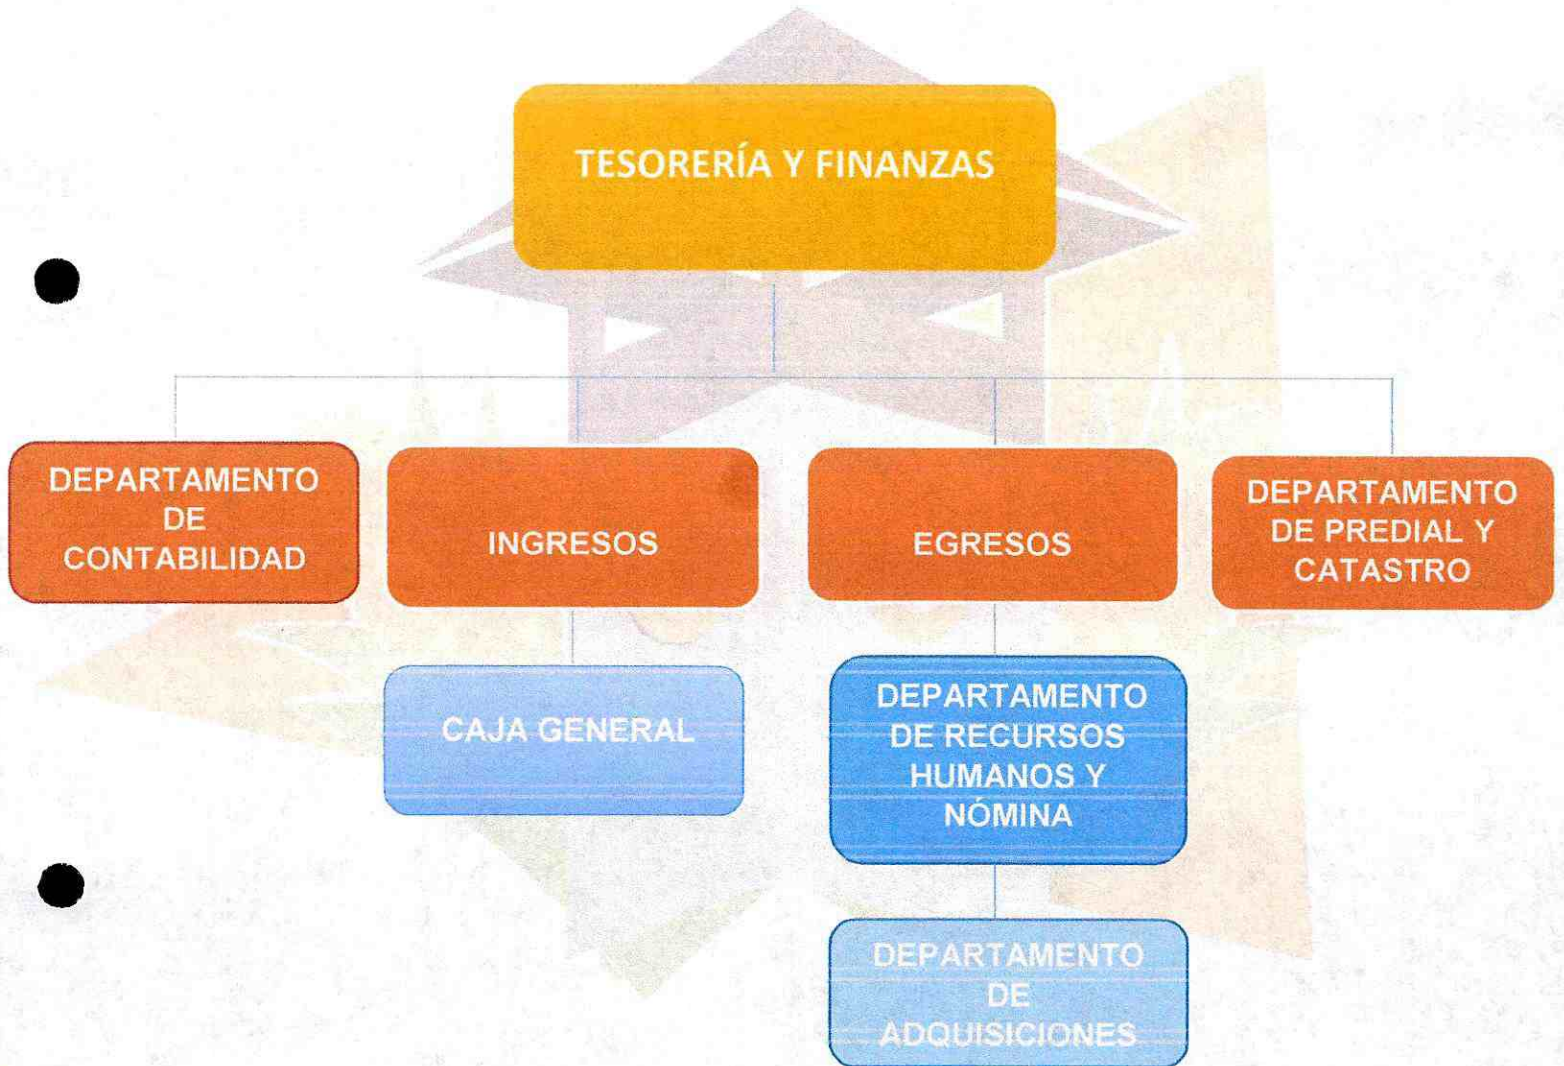 TESORERÍA Y FINANZAS
DEPARTAMENTO
DE
CONTABILIDAD
INGRESOS
EGRESOS
DEPARTAMENTO
DE PREDIAL Y
CATASTRO
CAJA GENERAL
DEPARTAMENTO
DE RECURSOS
HUMANOS Y
NÓMINA
DEPARTAMENTO
DE
ADQUISICIONES